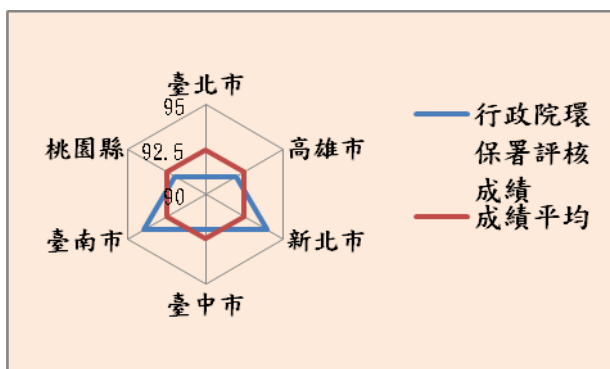 臺北市
95
桃園縣
92.5
高雄市
90
臺南市
新北市
臺中市
行政院環
保署評核
成績
成績平均